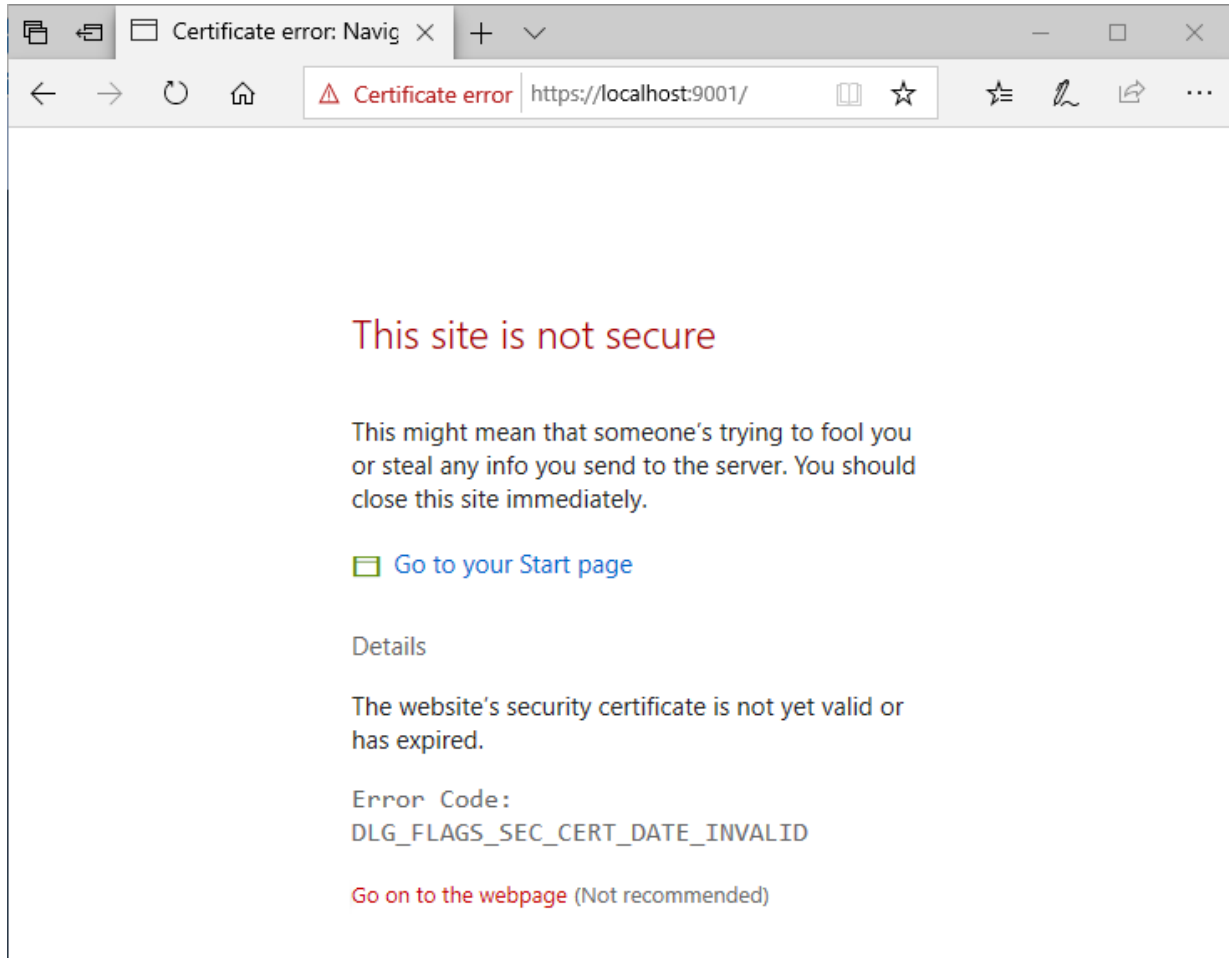 Certificate error: Navig
Certificate error https://localhost:9001/
This site is not secure
This might mean that someone’s trying to fool you
or steal any info you send to the server. You should
close this site immediately.
Go to your Start page
Details
The website’s security certificate is not yet valid or
has expired.
Error Code:
DLG_FLAGS_SEC_CERT_DATE_INVALID
Go on to the webpage (Not recommended)